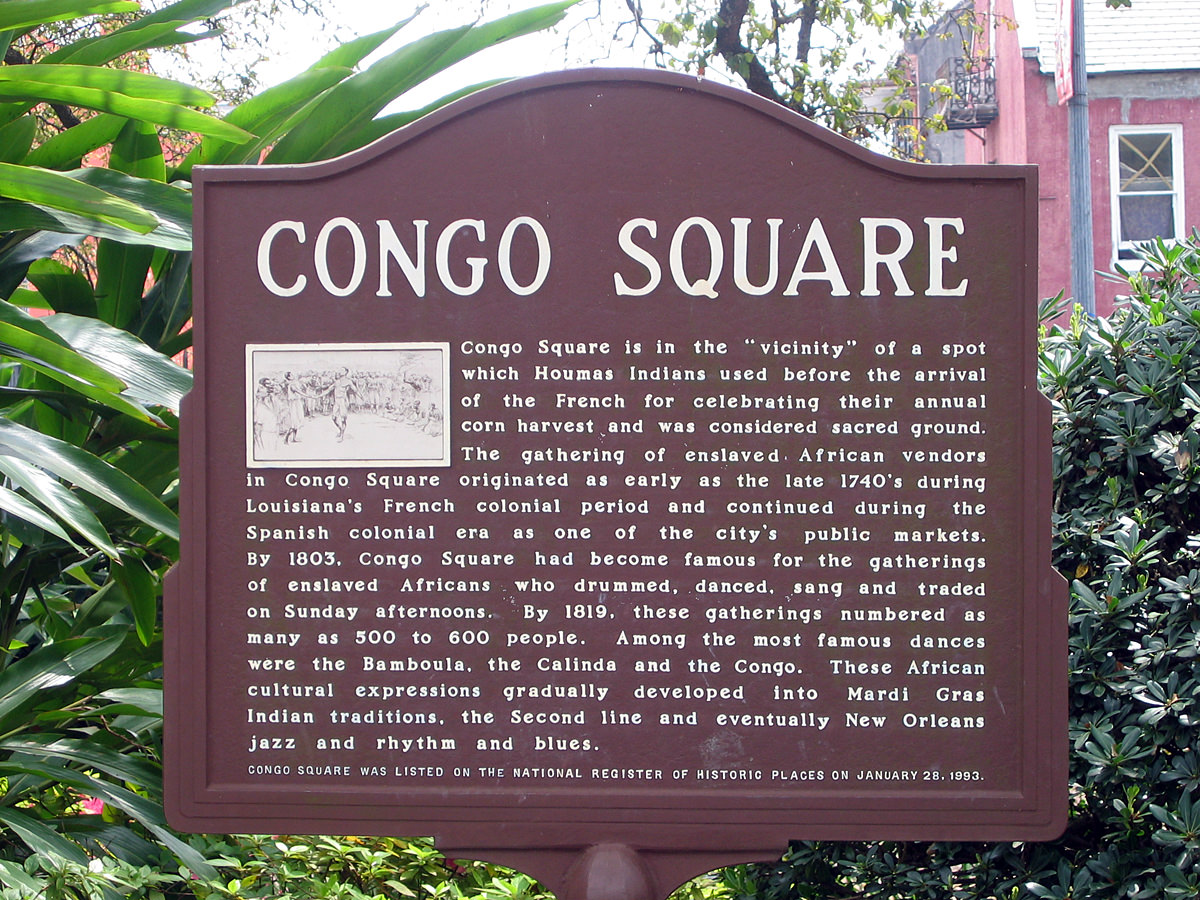 CONGO SQUARE
Congo Square is in the "vicinity" of a spot
which Houmas Indians used before the arrival
of the French for celebrating their annual
corn harvest and was considered sacred ground.
The gathering of enslaved African vendors
in Congo Square originated as early as the late 1740's during
Louisiana's French colonial period and continued during the
Spanish colonial era as one of the city's public markets.
By 1803, Congo Square had become famous for the gatherings
of enslaved Africans who drummed, danced, sang and traded
on Sunday afternoons. By 1819, these gatherings numbered as
many as 500 to 600 people. Among the most famous dances
were the Bamboula, the Calinda and the Congo. These African
cultural expressions gradually developed into Mardi Gras
Indian traditions, the Second line and eventually New Orleans
jazz and rhythm and blues.
CONGO SQUARE WAS LISTED ON THE NATIONAL REGISTER OF HISTORIC PLACES ON JANUARY 28, 1993.